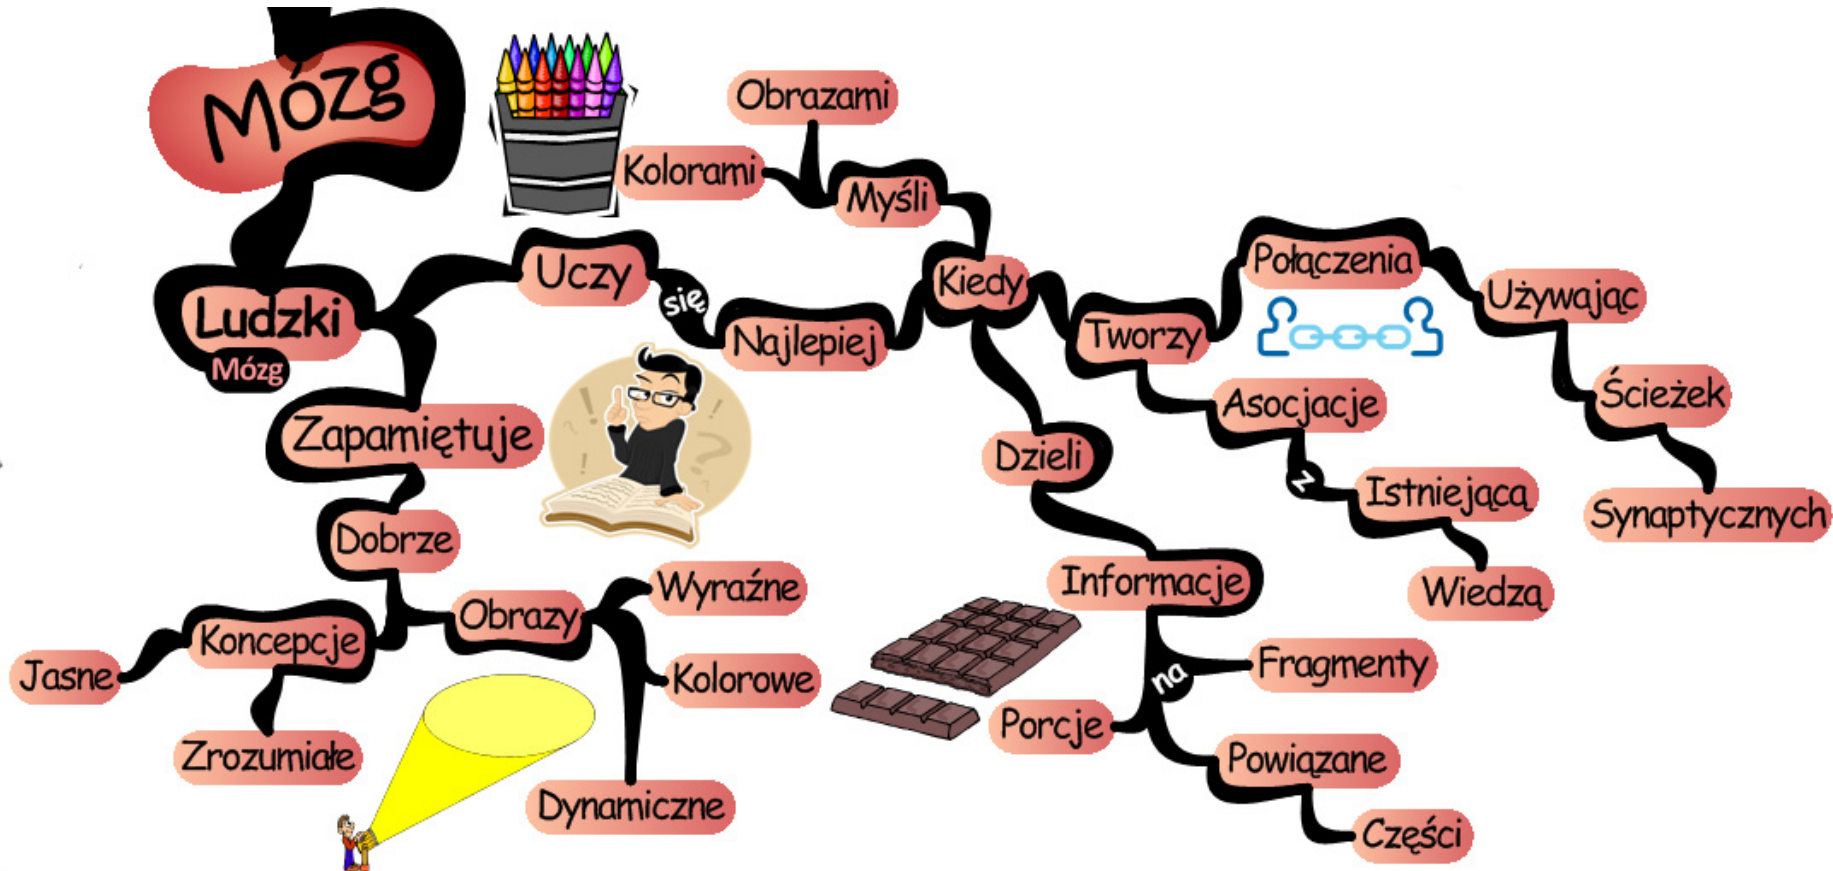 Mózg
Ludzki
Mózg
Uczy
się
Najlepiej
Kiedy
Myśli
Kolorami
Obrazami
Tworzy
Połączenia
Używając
Ścieżek
Synaptycznych
Asocjacje
z
Istniejącą
Wiedzą
Dzieli
Informacje
na
Fragmenty
Porcje
Powiązane
Części
Zapamiętuje
Dobrze
Obrazy
Wyraźne
Kolorowe
Dynamiczne
Koncepcje
Jasne
Zrozumiałe